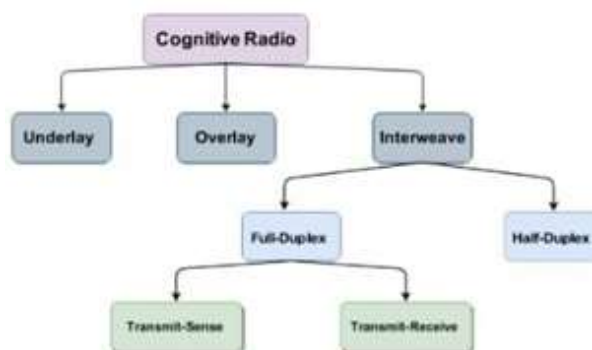 Cognitive Radio
Underlay
Overlay
Interweave
Full-Duplex
Half-Duplex
Transmit-Sense
Transmit-Receive